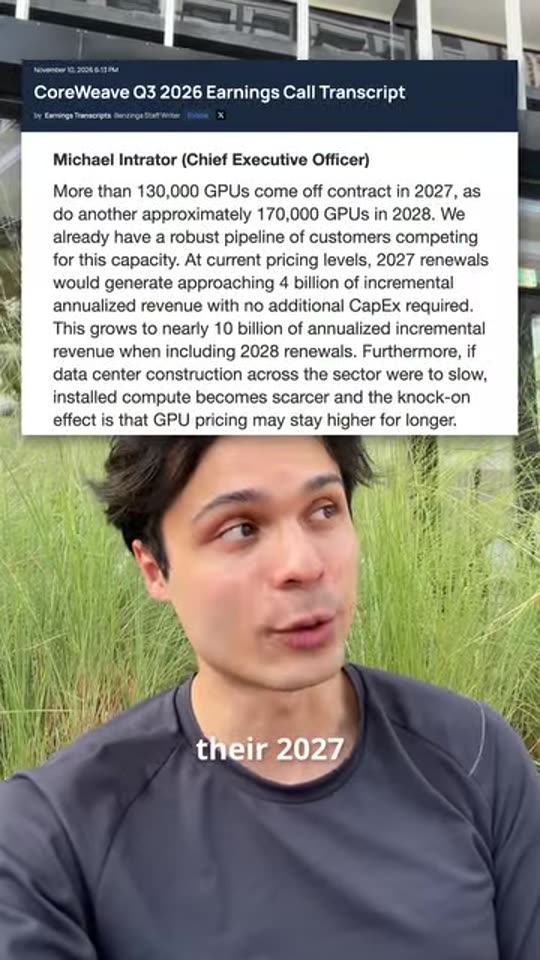 November 10, 2026 6:13 PM
CoreWeave Q3 2026 Earnings Call Transcript
by Earnings Transcripts Benzinga Staff Writer Follow X
Michael Intrator (Chief Executive Officer)
More than 130,000 GPUs come off contract in 2027, as
do another approximately 170,000 GPUs in 2028. We
already have a robust pipeline of customers competing
for this capacity. At current pricing levels, 2027 renewals
would generate approaching 4 billion of incremental
annualized revenue with no additional CapEx required.
This grows to nearly 10 billion of annualized incremental
revenue when including 2028 renewals. Furthermore, if
data center construction across the sector were to slow,
installed compute becomes scarcer and the knock-on
effect is that GPU pricing may stay higher for longer.
their 2027